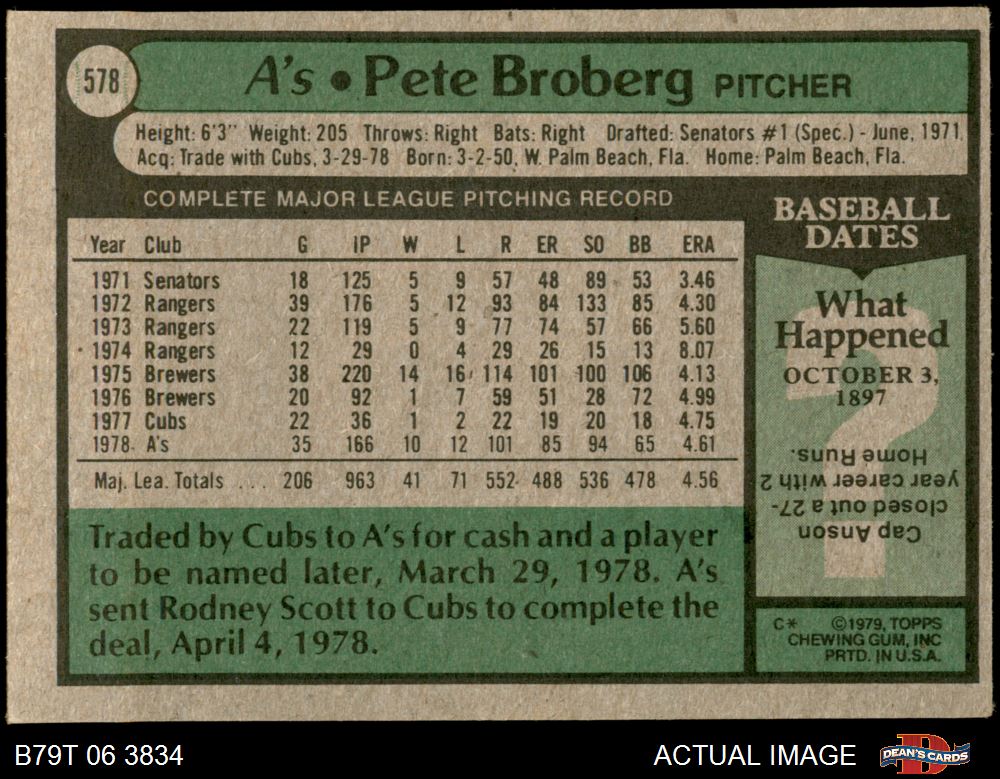 578
A's • Pete Broberg PITCHER
Height: 6'3" Weight: 205 Throws: Right Bats: Right Drafted: Senators #1 (Spec.) - June, 1971.
Acq: Trade with Cubs, 3-29-78 Born: 3-2-50, W. Palm Beach, Fla. Home: Palm Beach, Fla.
COMPLETE MAJOR LEAGUE PITCHING RECORD
Year Club G IP W L R ER SO BB ERA
1971 Senators 18 125 5 9 57 48 89 53 3.46
1972 Rangers 39 176 5 12 93 84 133 85 4.30
1973 Rangers 22 119 5 9 77 74 57 66 5.60
1974 Rangers 12 29 0 4 29 26 15 13 8.07
1975 Brewers 38 220 14 16 114 101 100 106 4.13
1976 Brewers 20 92 1 7 59 51 28 72 4.99
1977 Cubs 22 36 1 2 22 19 20 18 4.75
1978 A's 35 166 10 12 101 85 94 65 4.61
Maj. Lea. Totals ... 206 963 41 71 552 488 536 478 4.56
Traded by Cubs to A's for cash and a player
to be named later, March 29, 1978. A's
sent Rodney Scott to Cubs to complete the
deal, April 4, 1978.
BASEBALL
DATES
What
Happened
OCTOBER 3,
1897
?
Cap Anson
closed out a 27-
year career with 2
Home Runs.
C* ©1979, TOPPS
CHEWING GUM, INC
PRTD. IN U.S.A.
B79T 06 3834
ACTUAL IMAGE
D
DEAN'S CARDS